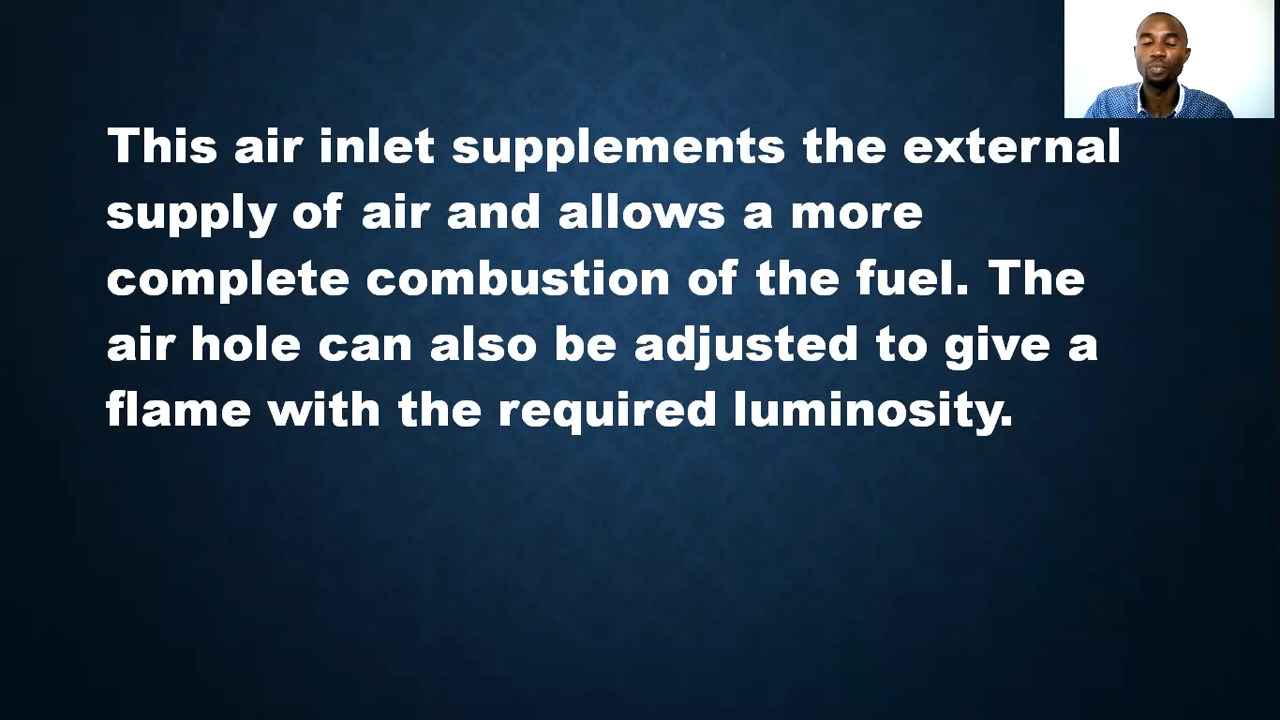 This air inlet supplements the external
supply of air and allows a more
complete combustion of the fuel. The
air hole can also be adjusted to give a
flame with the required luminosity.